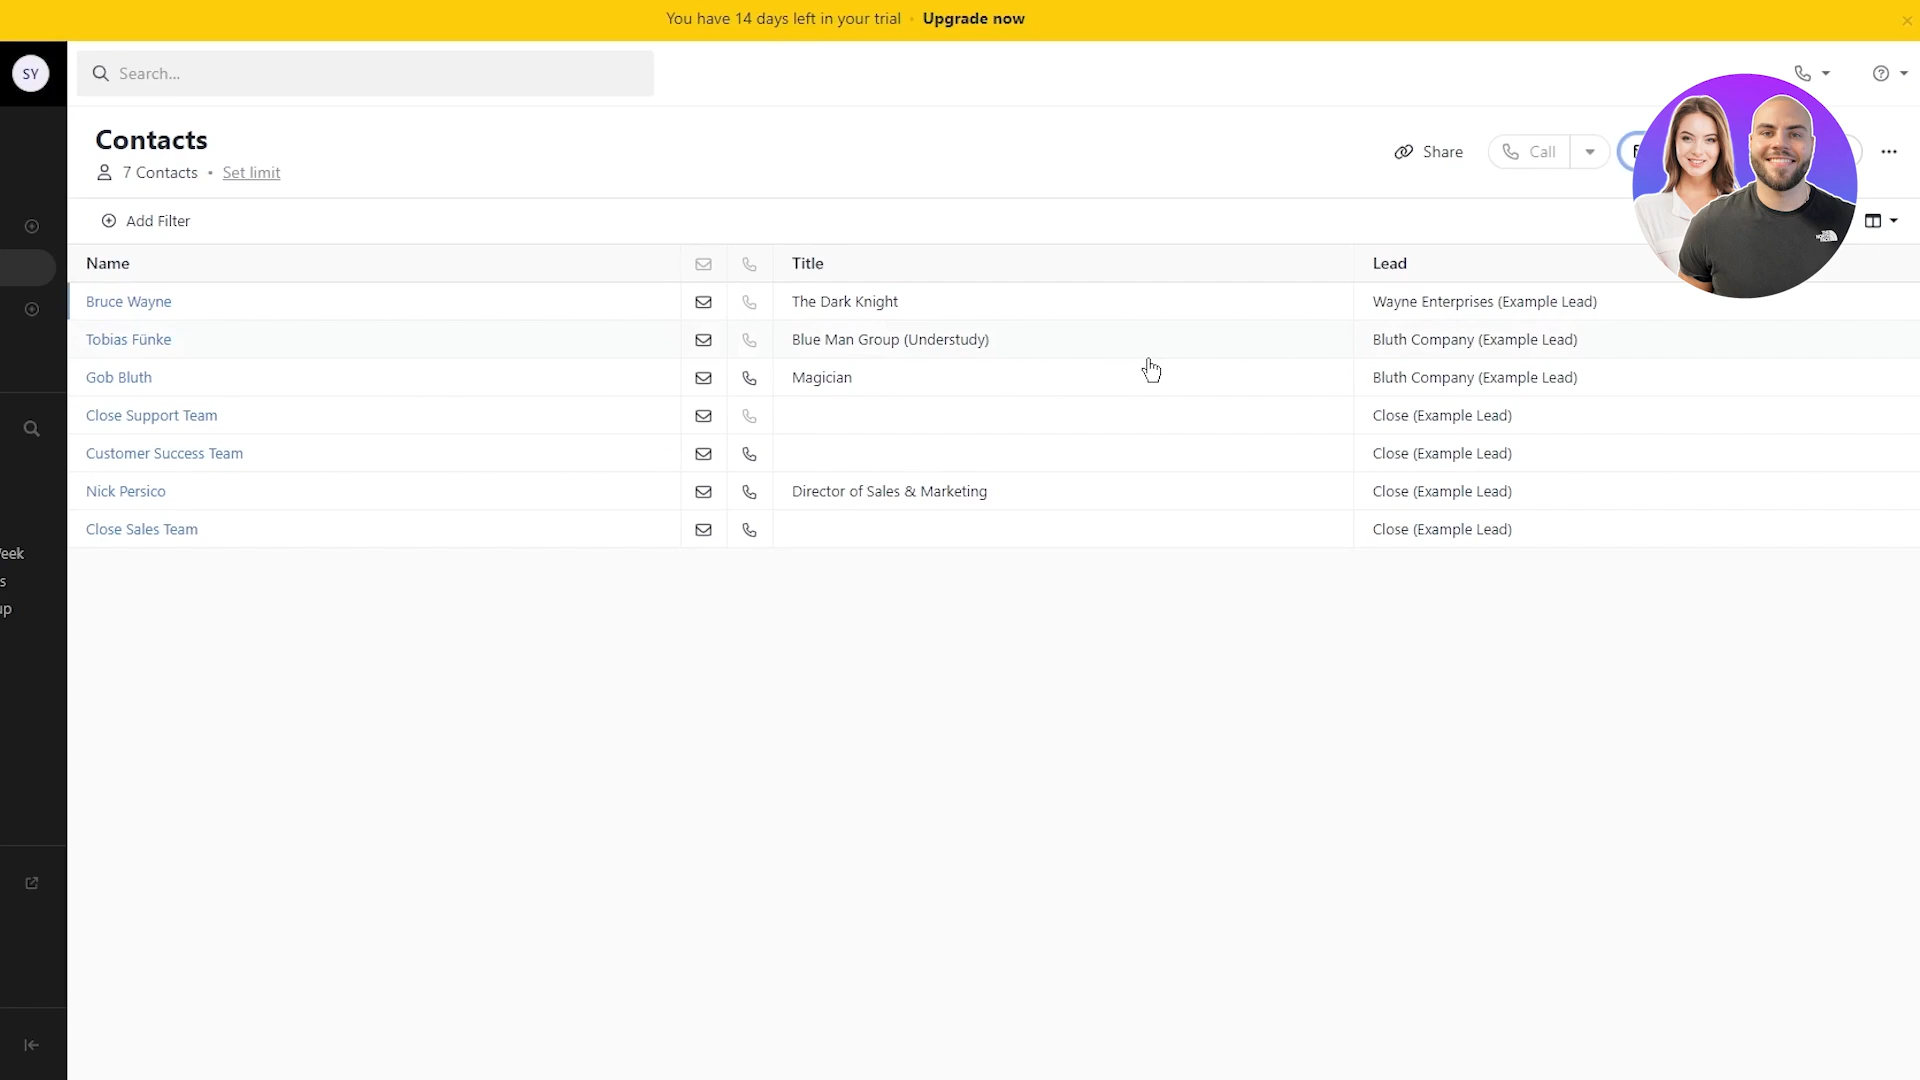 You have 14 days left in your trial · Upgrade now
SY
Search...
Contacts
7 Contacts • Set limit
Share
Call
Add Filter
Name Title Lead
Bruce Wayne The Dark Knight Wayne Enterprises (Example Lead)
Tobias Fünke Blue Man Group (Understudy) Bluth Company (Example Lead)
Gob Bluth Magician Bluth Company (Example Lead)
Close Support Team Close (Example Lead)
Customer Success Team Close (Example Lead)
Nick Persico Director of Sales & Marketing Close (Example Lead)
Close Sales Team Close (Example Lead)
eek
s
up